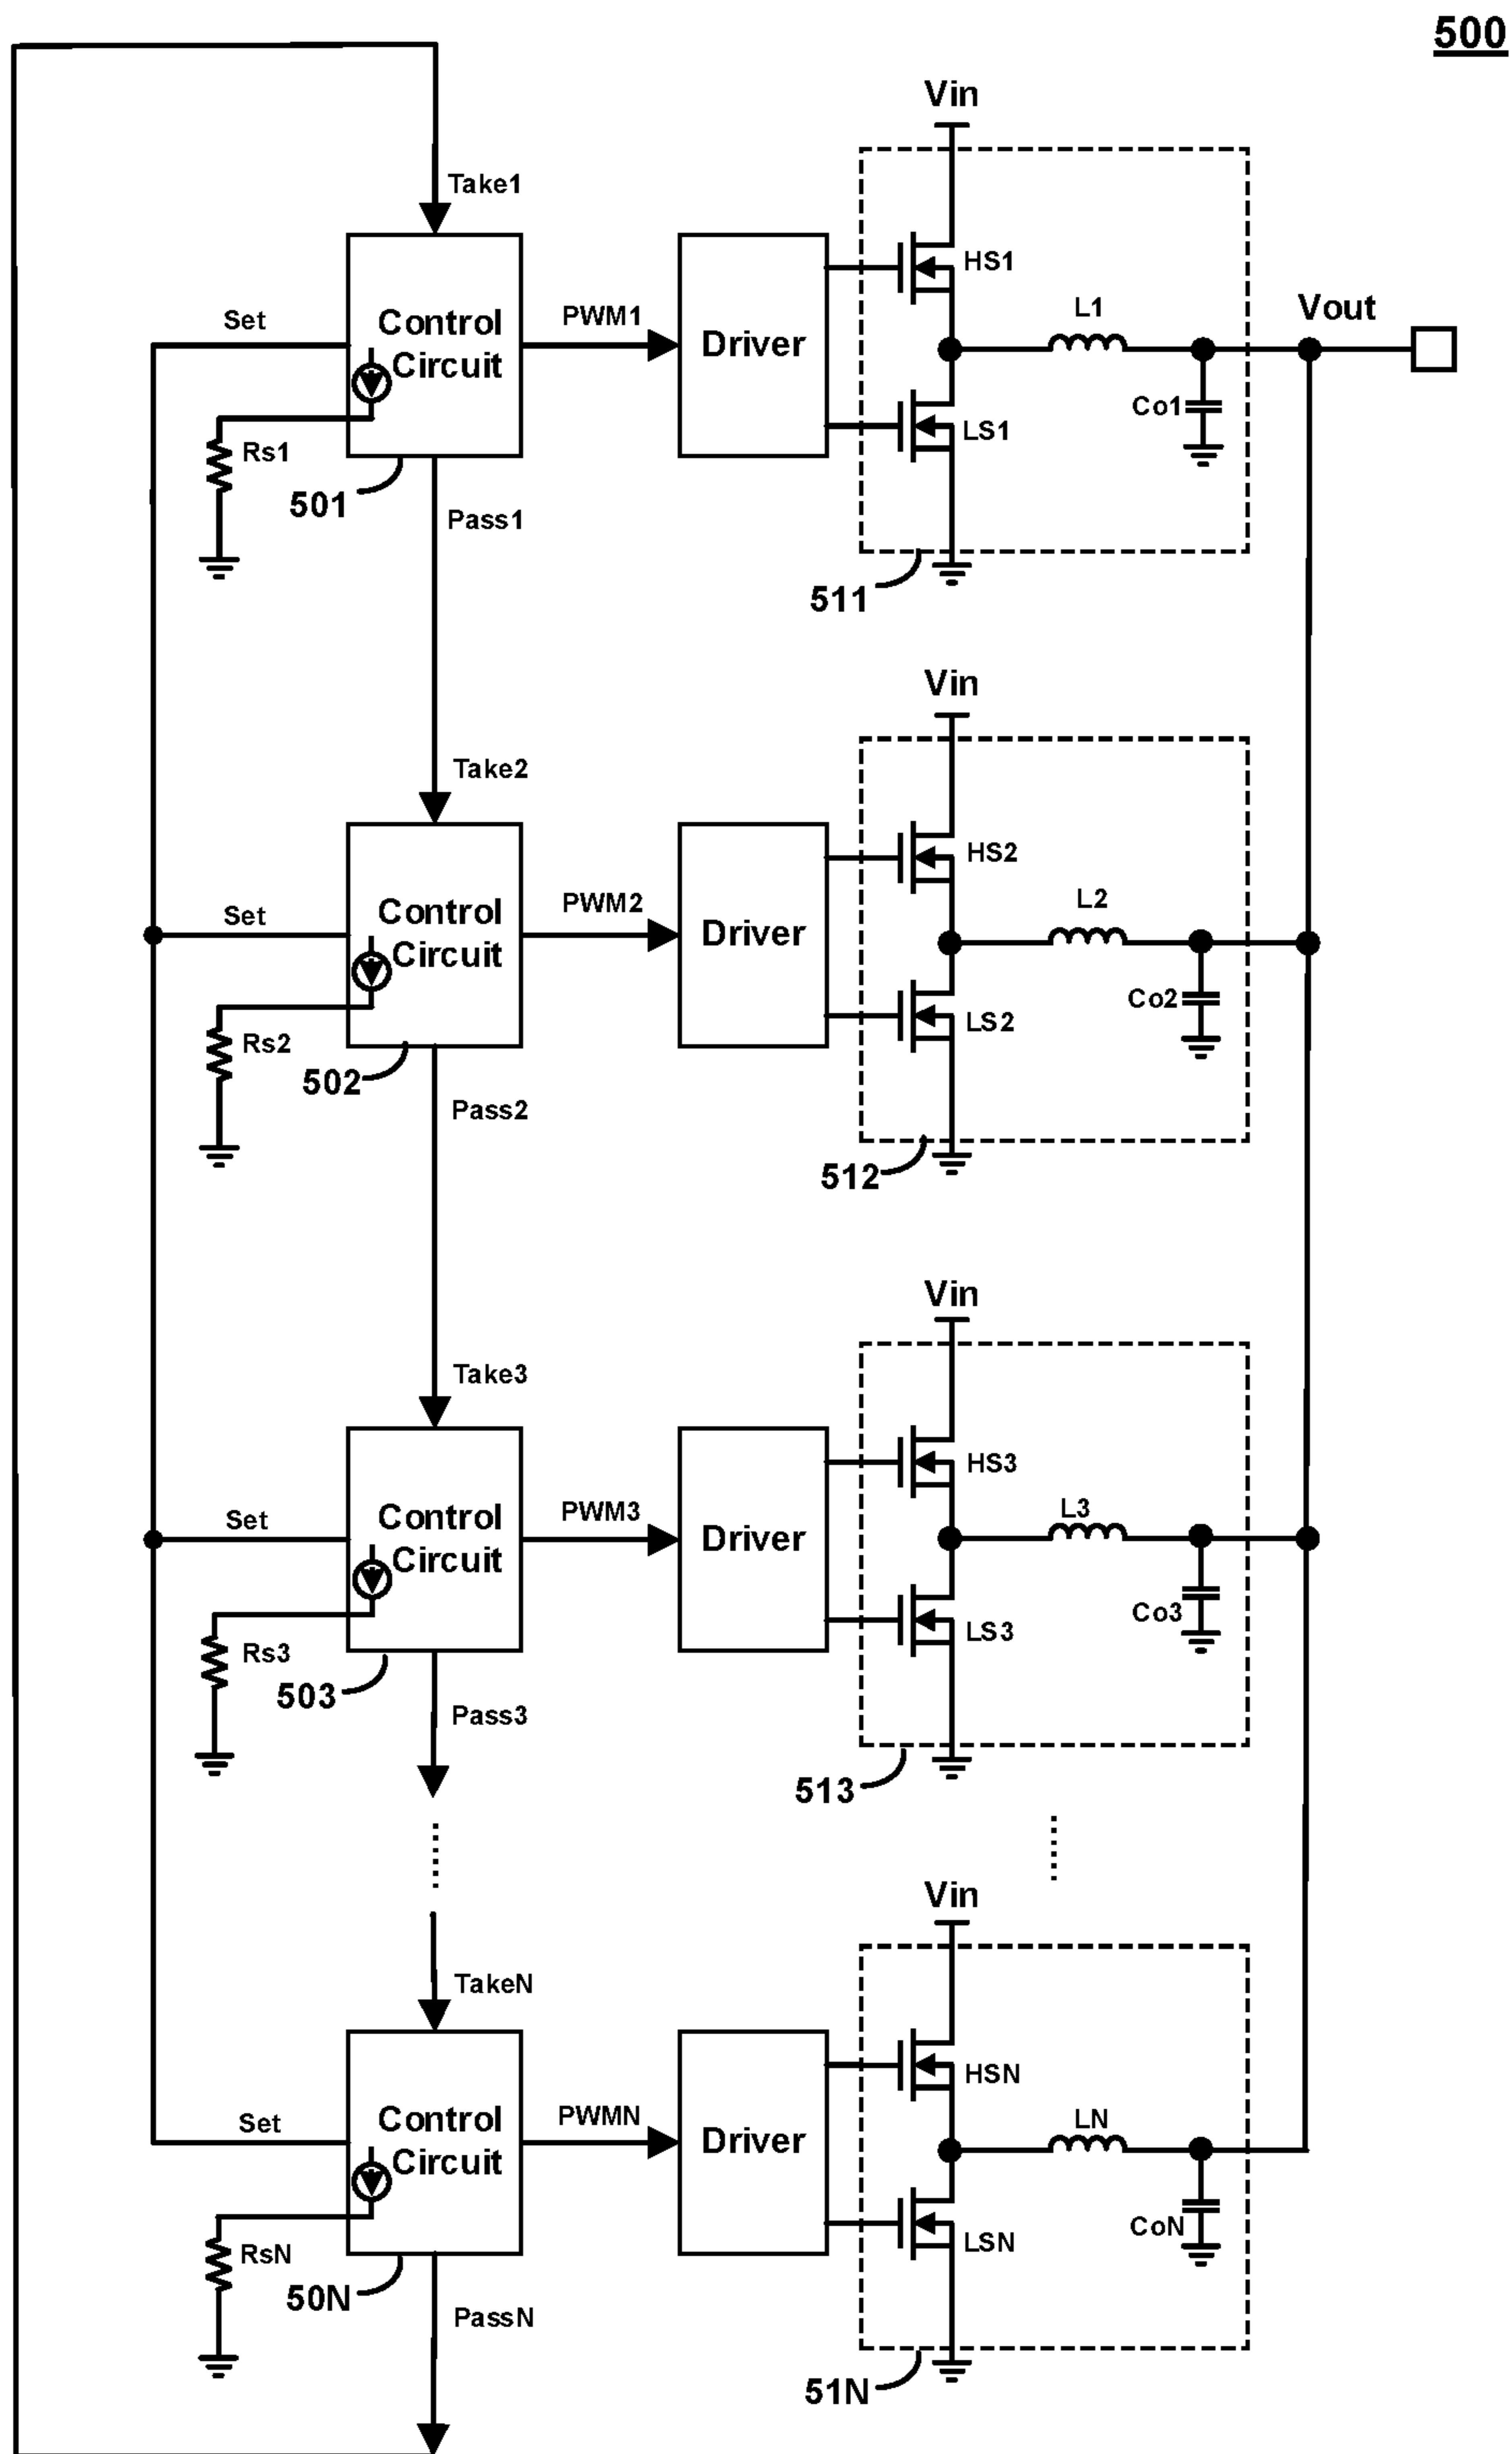 500
Vin
Take1
HS1
Set
Control
Circuit
PWM1
Driver
L1
Vout
Rs1
LS1
Co1
501
Pass1
511
Vin
Take2
HS2
Set
Control
Circuit
PWM2
Driver
L2
Rs2
LS2
Co2
502
Pass2
512
Vin
Take3
HS3
Set
Control
Circuit
PWM3
Driver
L3
Rs3
LS3
Co3
503
Pass3
513
Vin
TakeN
HSN
Set
Control
Circuit
PWMN
Driver
LN
RsN
LSN
CoN
50N
PassN
51N